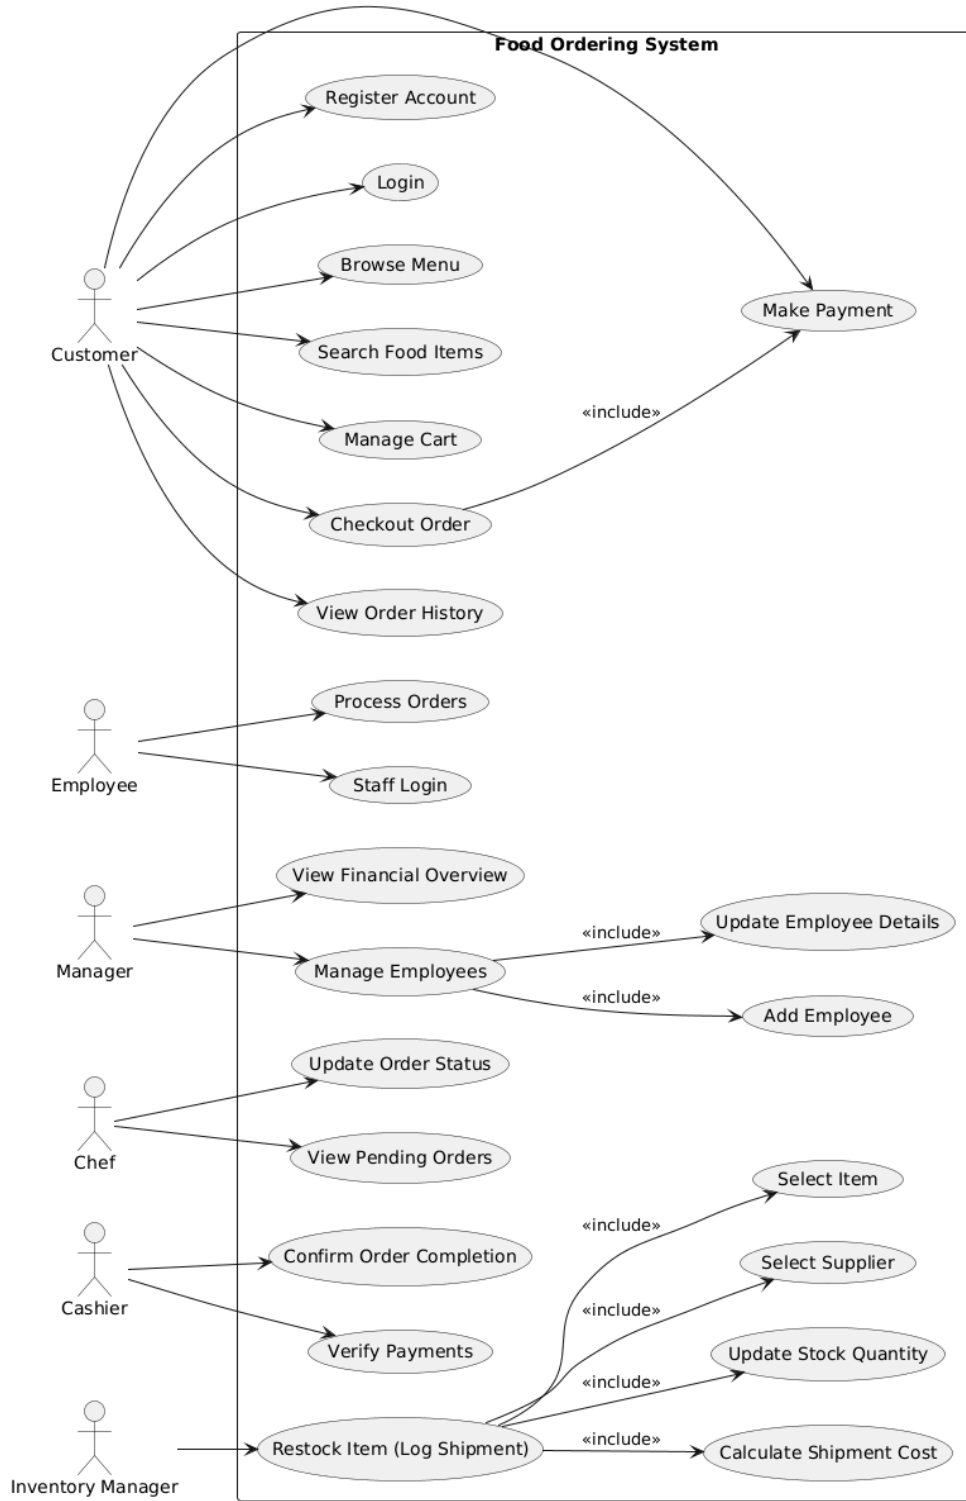 Food Ordering System
Register Account
Login
Browse Menu
Make Payment
Customer
Search Food Items
«include»
Manage Cart
Checkout Order
View Order History
Process Orders
Employee
Staff Login
View Financial Overview
«include»
Update Employee Details
Manager
Manage Employees
«include»
Add Employee
Update Order Status
Chef
View Pending Orders
Select Item
«include»
Confirm Order Completion
Select Supplier
Cashier
«include»
Verify Payments
Update Stock Quantity
«include»
Inventory Manager
Restock Item (Log Shipment)
«include»
Calculate Shipment Cost